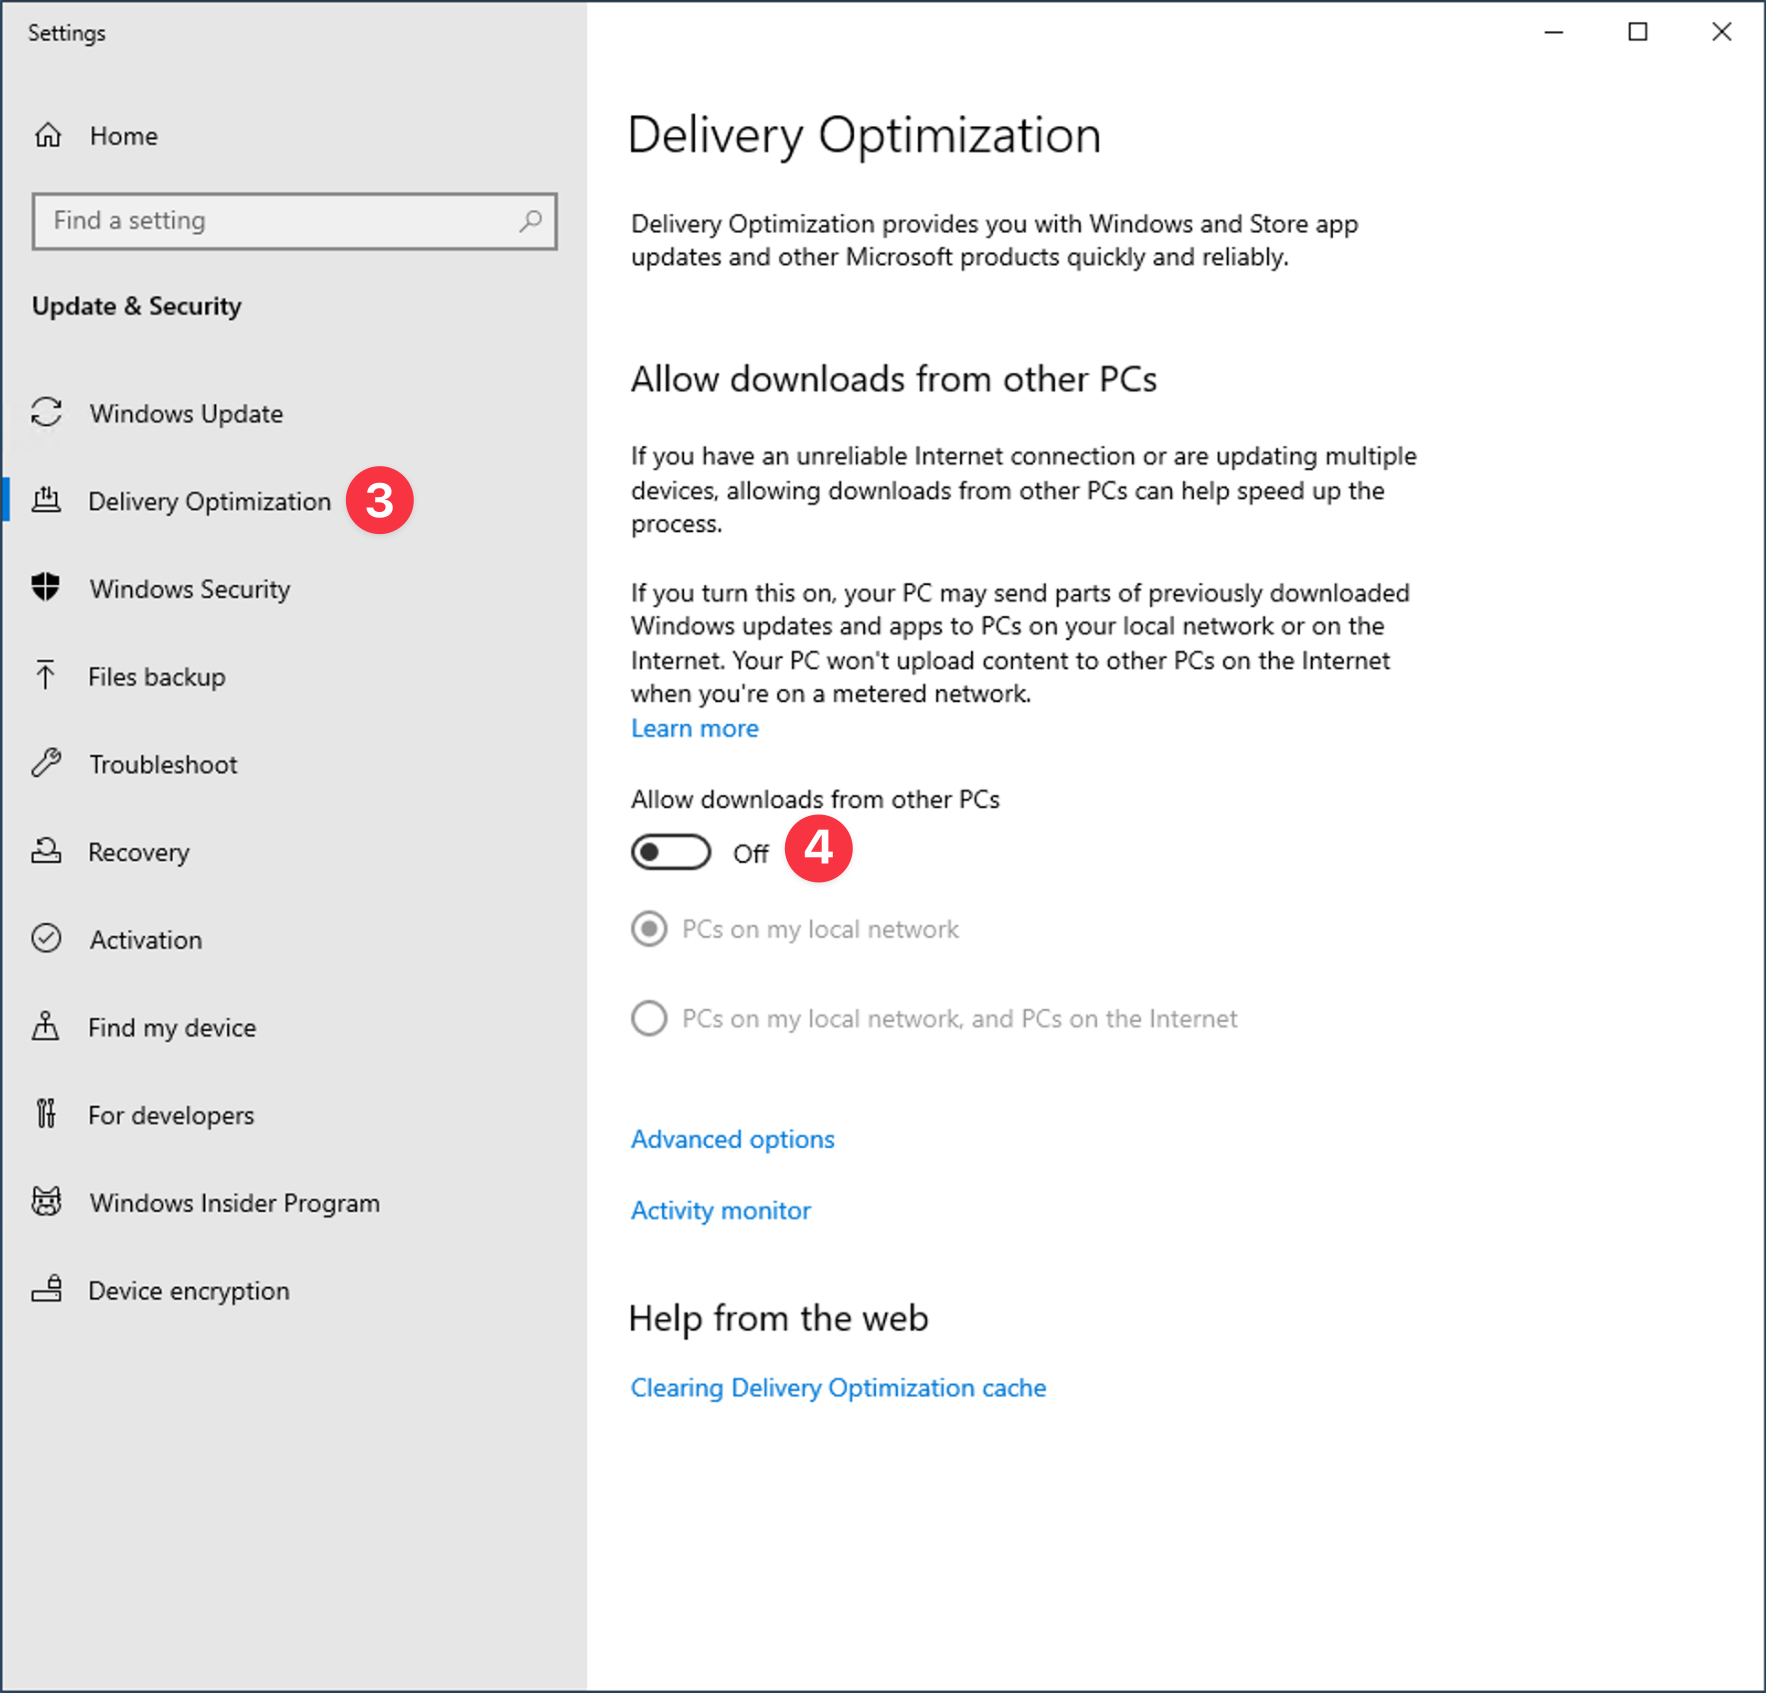 Settings
Home
Find a setting
Update & Security
Windows Update
Delivery Optimization 3
Windows Security
Files backup
Troubleshoot
Recovery
Activation
Find my device
For developers
Windows Insider Program
Device encryption
Delivery Optimization
Delivery Optimization provides you with Windows and Store app
updates and other Microsoft products quickly and reliably.
Allow downloads from other PCs
If you have an unreliable Internet connection or are updating multiple
devices, allowing downloads from other PCs can help speed up the
process.
If you turn this on, your PC may send parts of previously downloaded
Windows updates and apps to PCs on your local network or on the
Internet. Your PC won't upload content to other PCs on the Internet
when you're on a metered network.
Learn more
Allow downloads from other PCs
Off 4
PCs on my local network
PCs on my local network, and PCs on the Internet
Advanced options
Activity monitor
Help from the web
Clearing Delivery Optimization cache